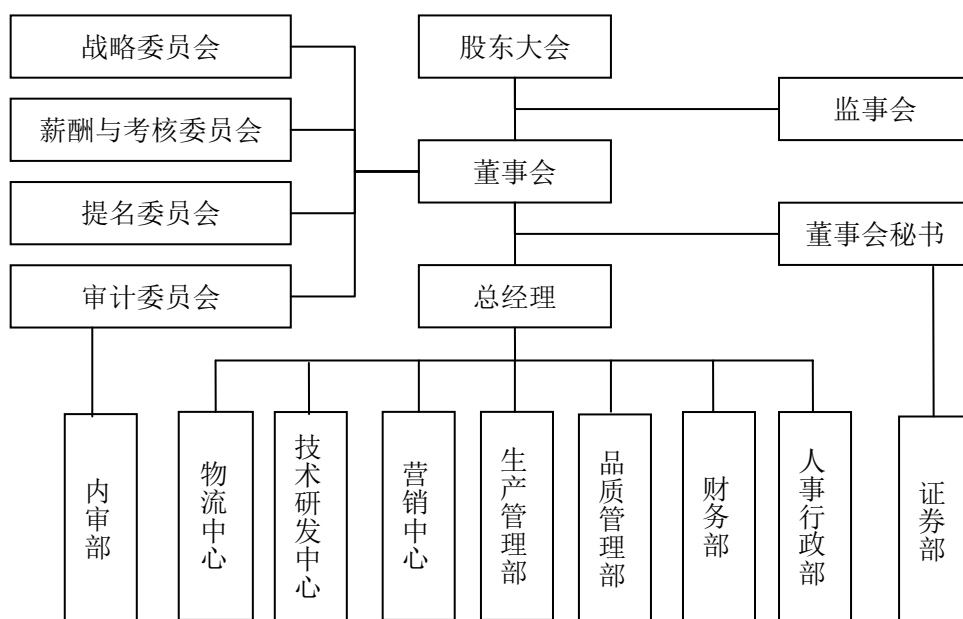 战略委员会
股东大会
监事会
薪酬与考核委员会
董事会
提名委员会
董事会秘书
审计委员会
总经理
内审部
物流中心
技术研发中心
营销中心
生产管理部
品质管理部
财务部
人事行政部
证券部